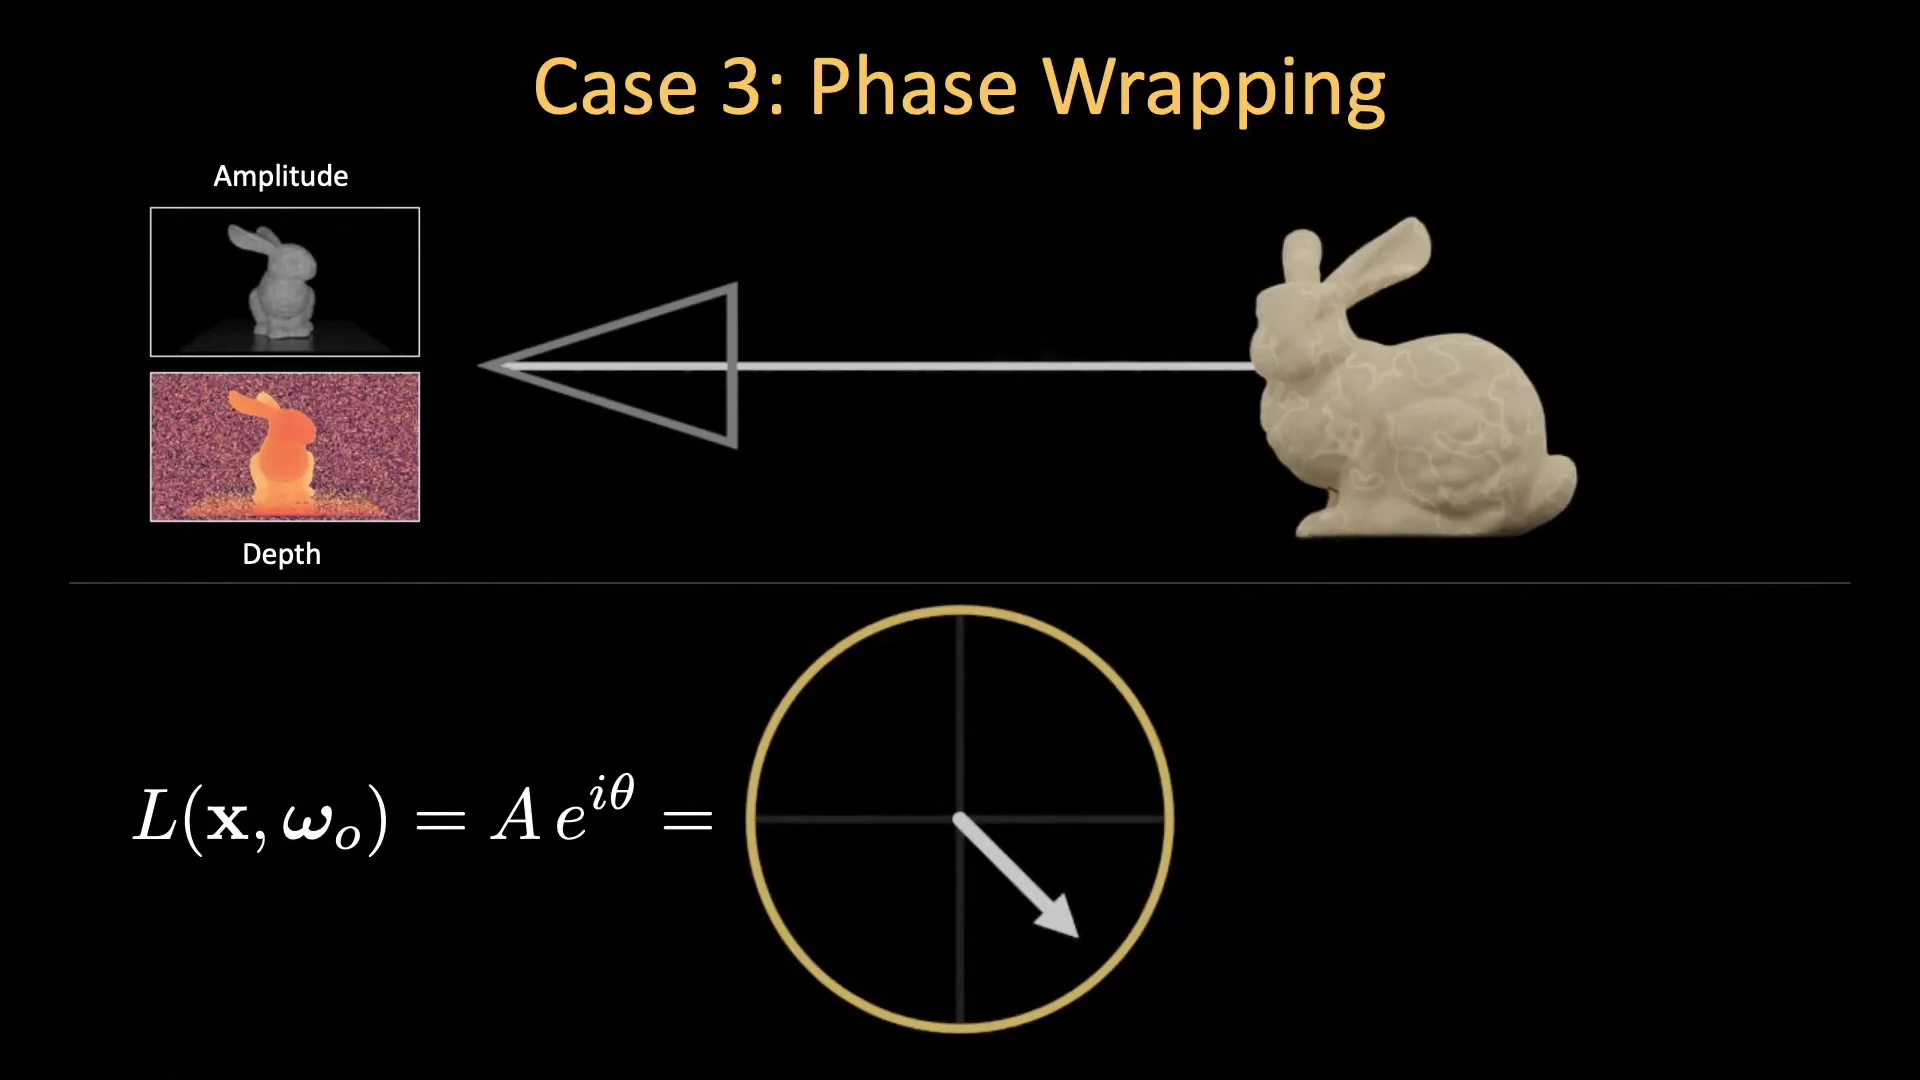 Case 3: Phase Wrapping
Amplitude
Depth
L(𝐱, 𝝎ₒ) = A e^{iθ} =